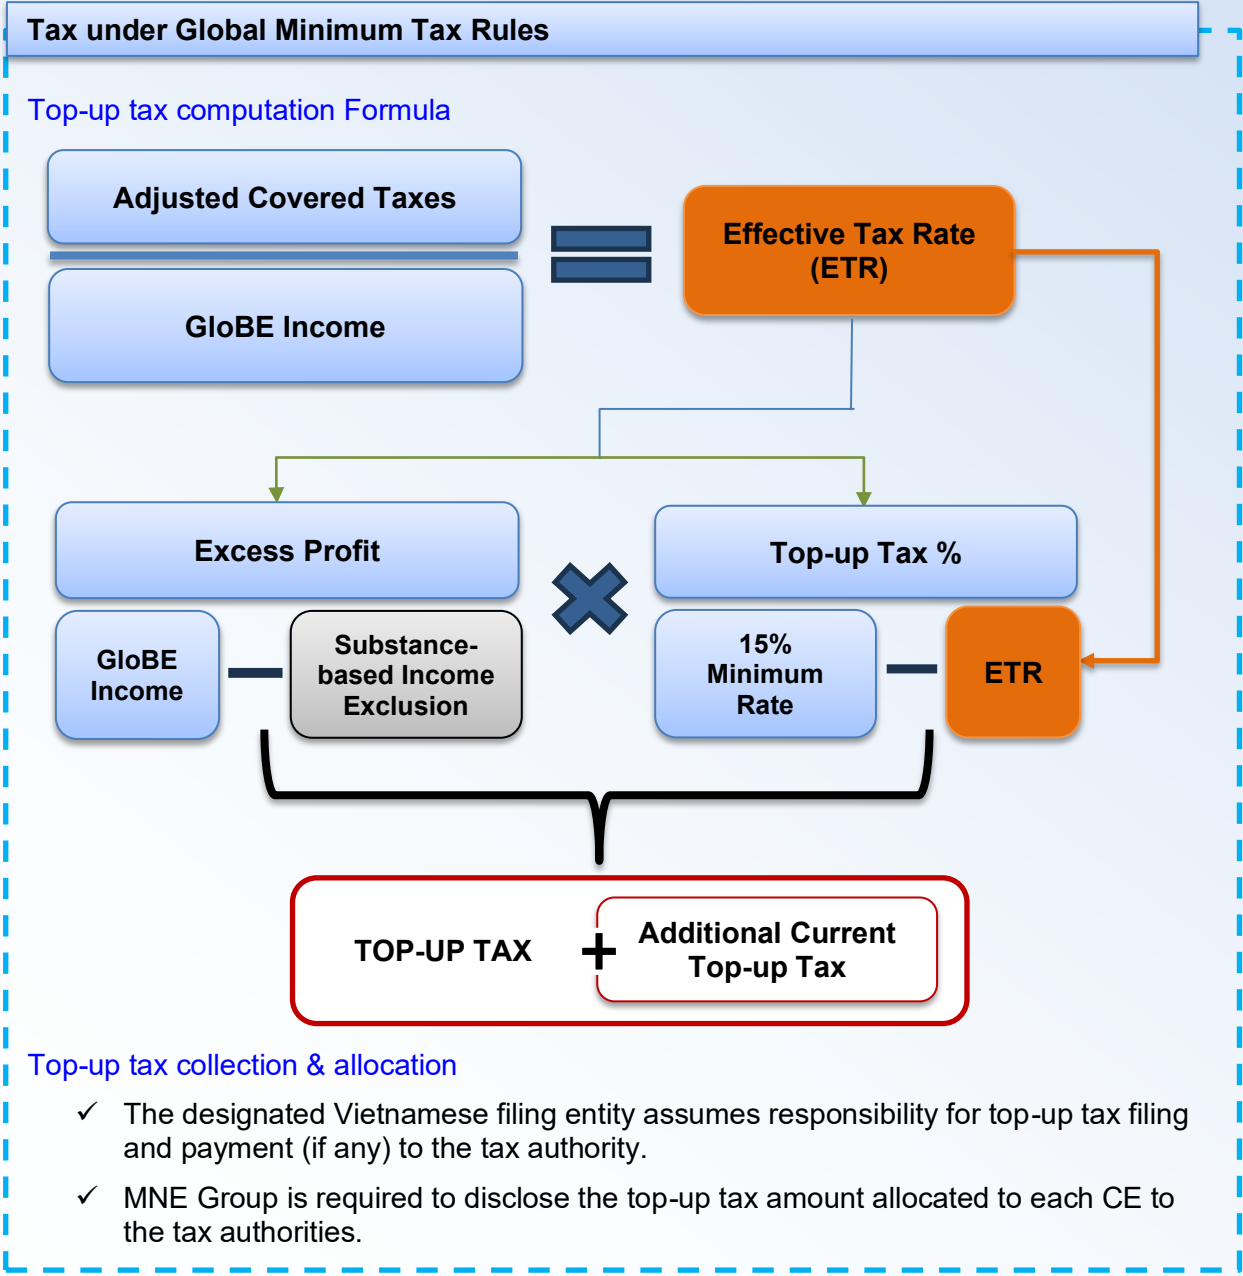 Tax under Global Minimum Tax Rules
Top-up tax computation Formula
Adjusted Covered Taxes
GloBE Income
Effective Tax Rate
(ETR)
Excess Profit
Top-up Tax %
GloBE
Income
Substance-
based Income
Exclusion
15%
Minimum
Rate
ETR
TOP-UP TAX
Additional Current
Top-up Tax
Top-up tax collection & allocation
✓ The designated Vietnamese filing entity assumes responsibility for top-up tax filing
and payment (if any) to the tax authority.
✓ MNE Group is required to disclose the top-up tax amount allocated to each CE to
the tax authorities.